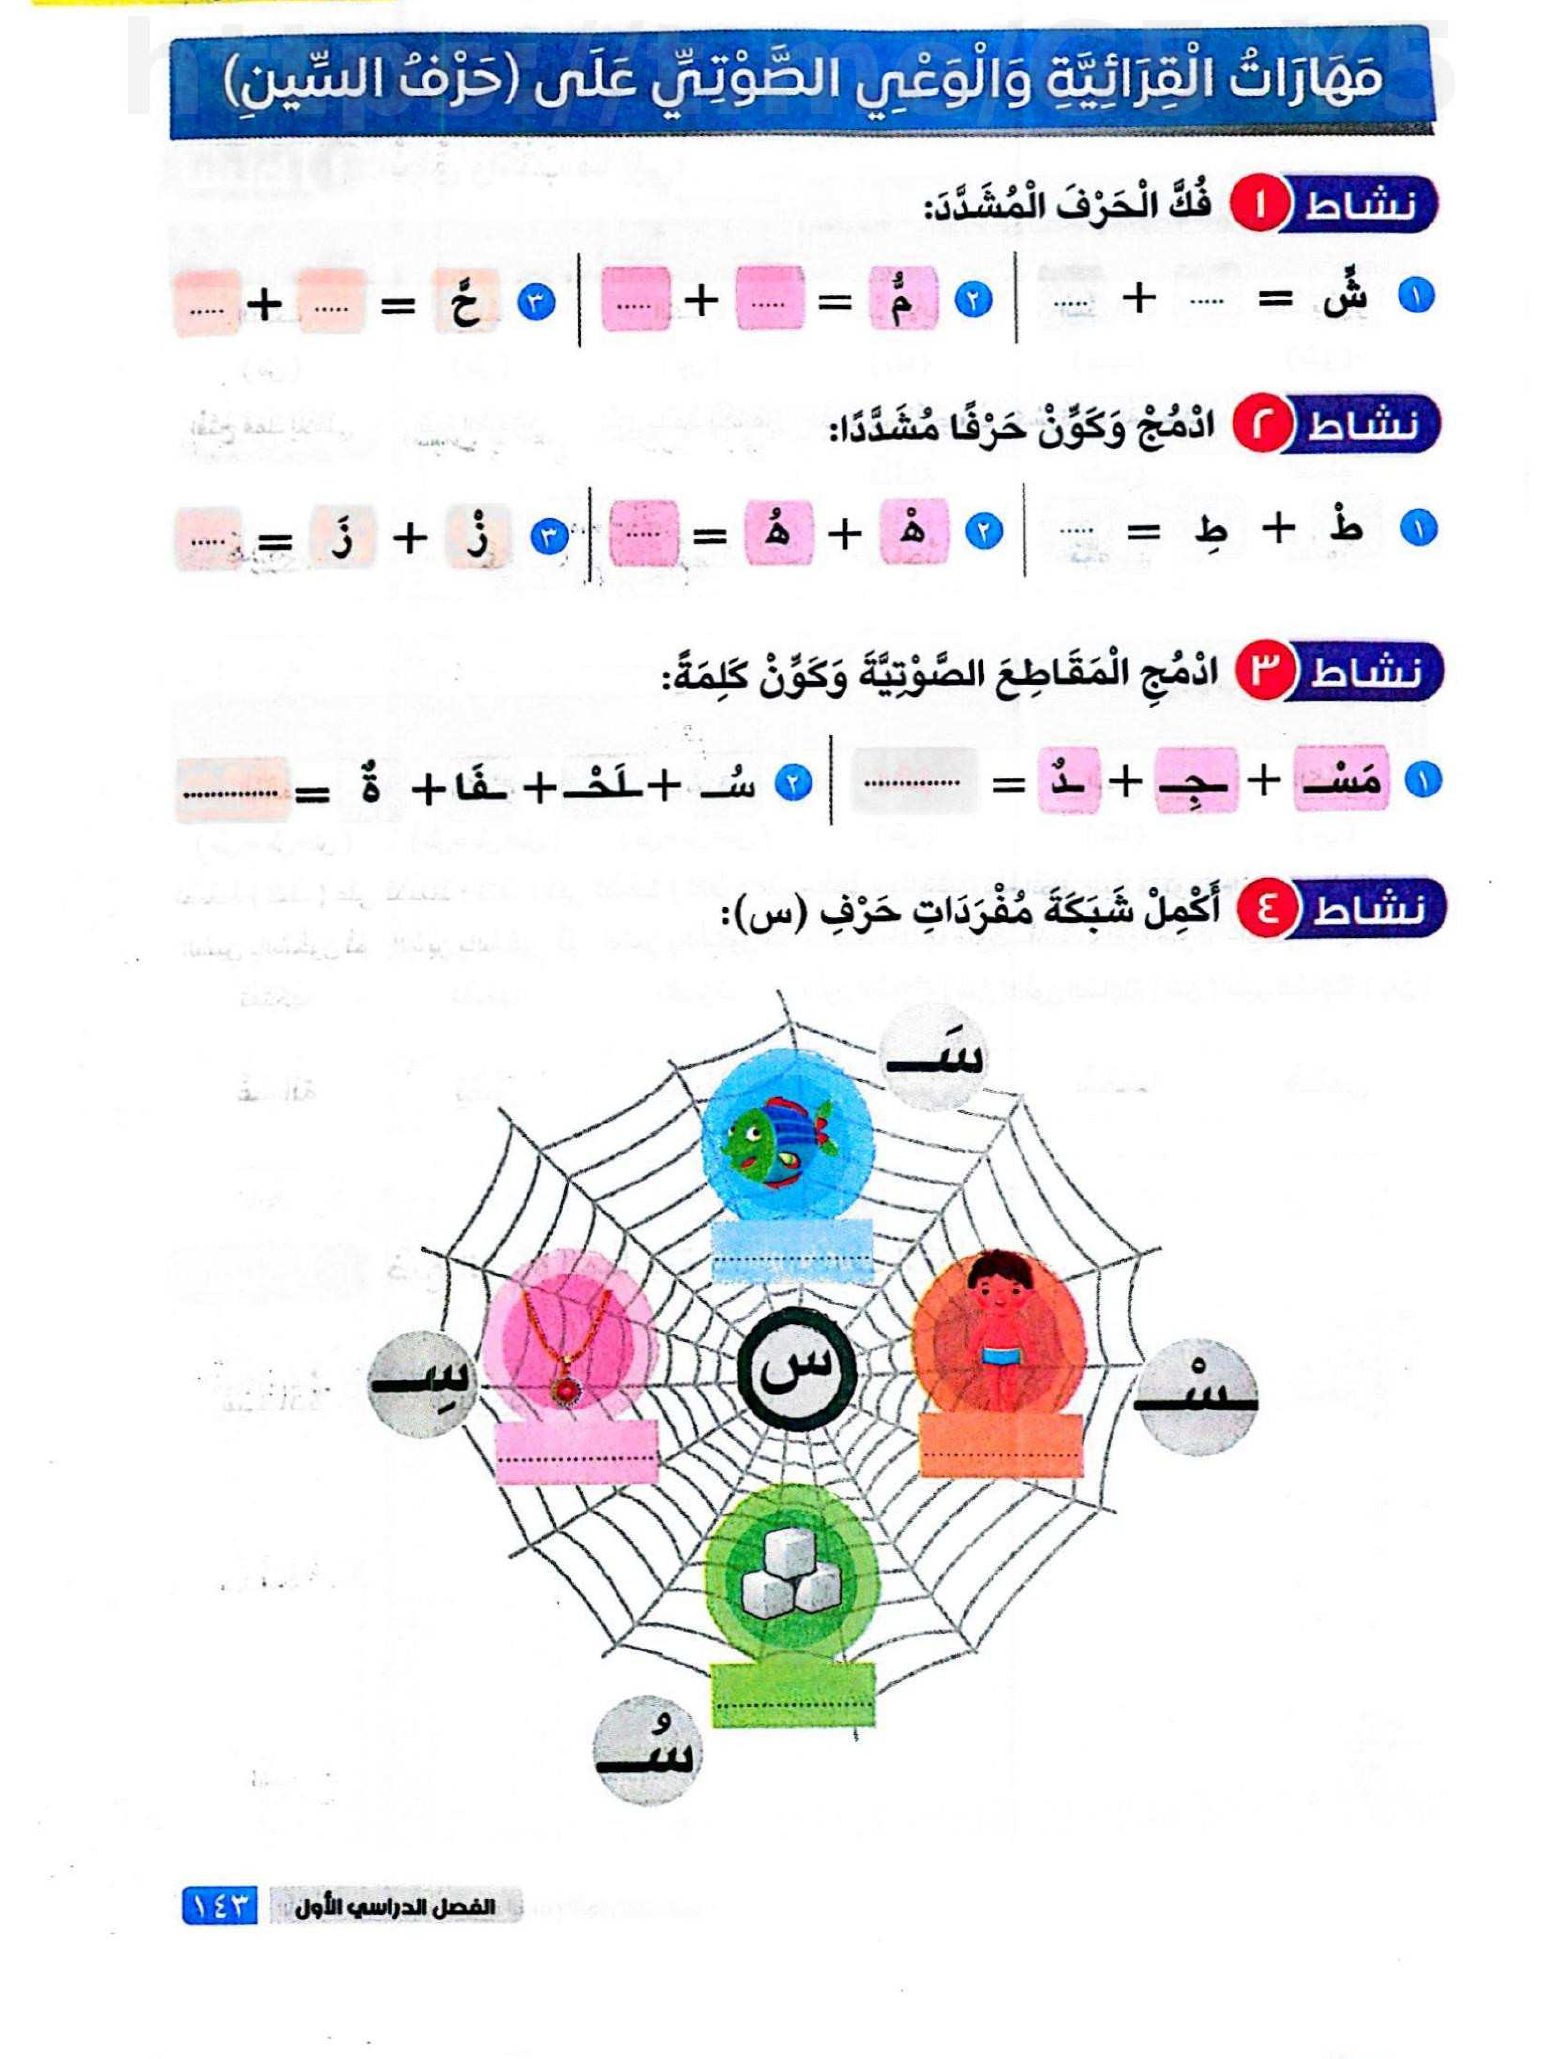 مَهَارَاتُ الْقِرَائِيَّةِ وَالْوَعْيِ الصَّوْتِيِّ عَلَى (حَرْفُ السِّينِ)
نشاط ١ فُكَّ الْحَرْفَ الْمُشَدَّدَ:
١ شِّ = ..... + ..... | ٢ مُّ = ..... + ..... | ٣ حَّ = ..... + .....
نشاط ٢ ادْمُجْ وَكَوِّنْ حَرْفًا مُشَدَّدًا:
١ طْ + طِ = ..... | ٢ هْ + هُ = ..... | ٣ زْ + زَ = .....
نشاط ٣ ادْمُجِ الْمَقَاطِعَ الصَّوْتِيَّةَ وَكَوِّنْ كَلِمَةً:
١ مَسْـ + ـجِـ + ـدٌ = .............. | ٢ سُـ + ـلَحْـ + ـفَا + ةٌ = ..............
نشاط ٤ أَكْمِلْ شَبَكَةَ مُفْرَدَاتِ حَرْفِ (س):
سَـ
..............
ـسْـ
س
سِـ
..............
..............
..............
سُـ
الفصل الدراسي الأول
١٤٣